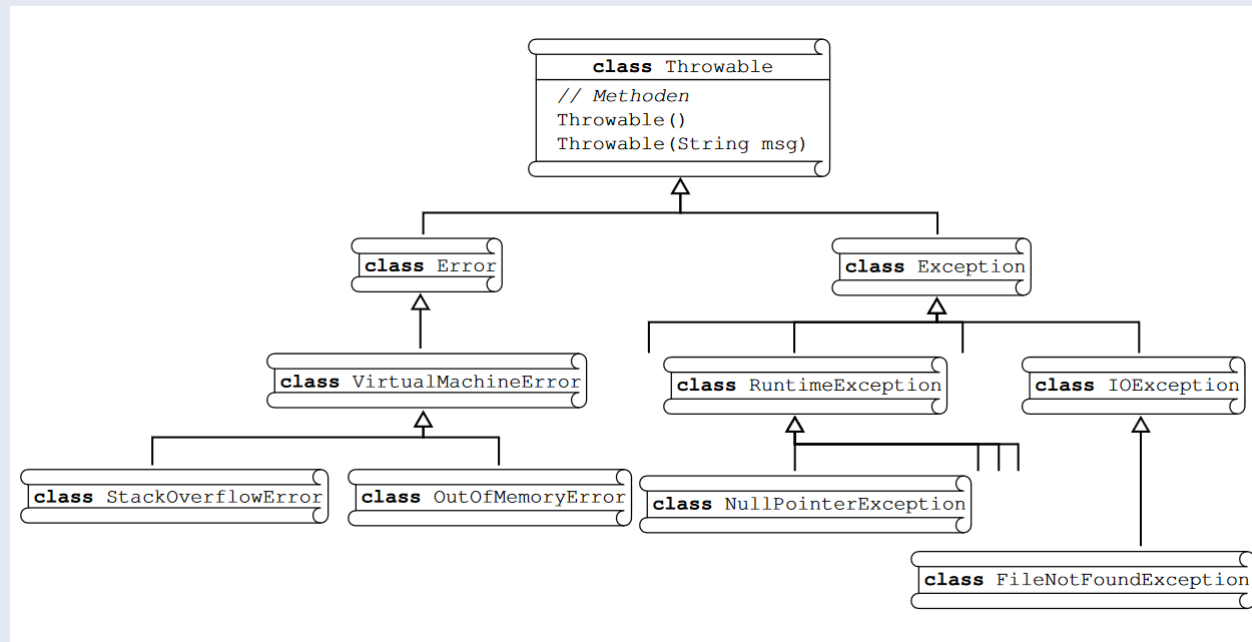 class Throwable
// Methoden
Throwable()
Throwable(String msg)
class Error
class Exception
class VirtualMachineError
class RuntimeException
class IOException
class StackOverflowError
class OutOfMemoryError
class NullPointerException
class FileNotFoundException